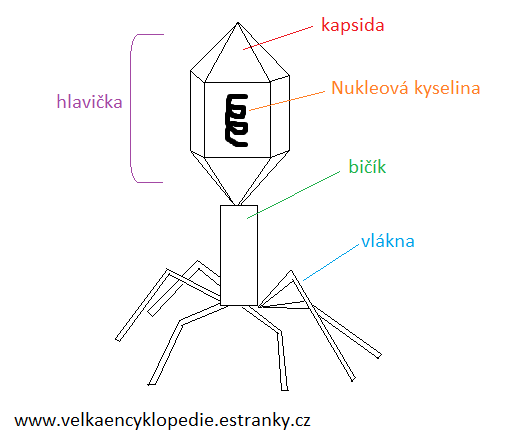 kapsida
hlavička
Nukleová kyselina
bičík
vlákna
www.velkaencyklopedie.estranky.cz